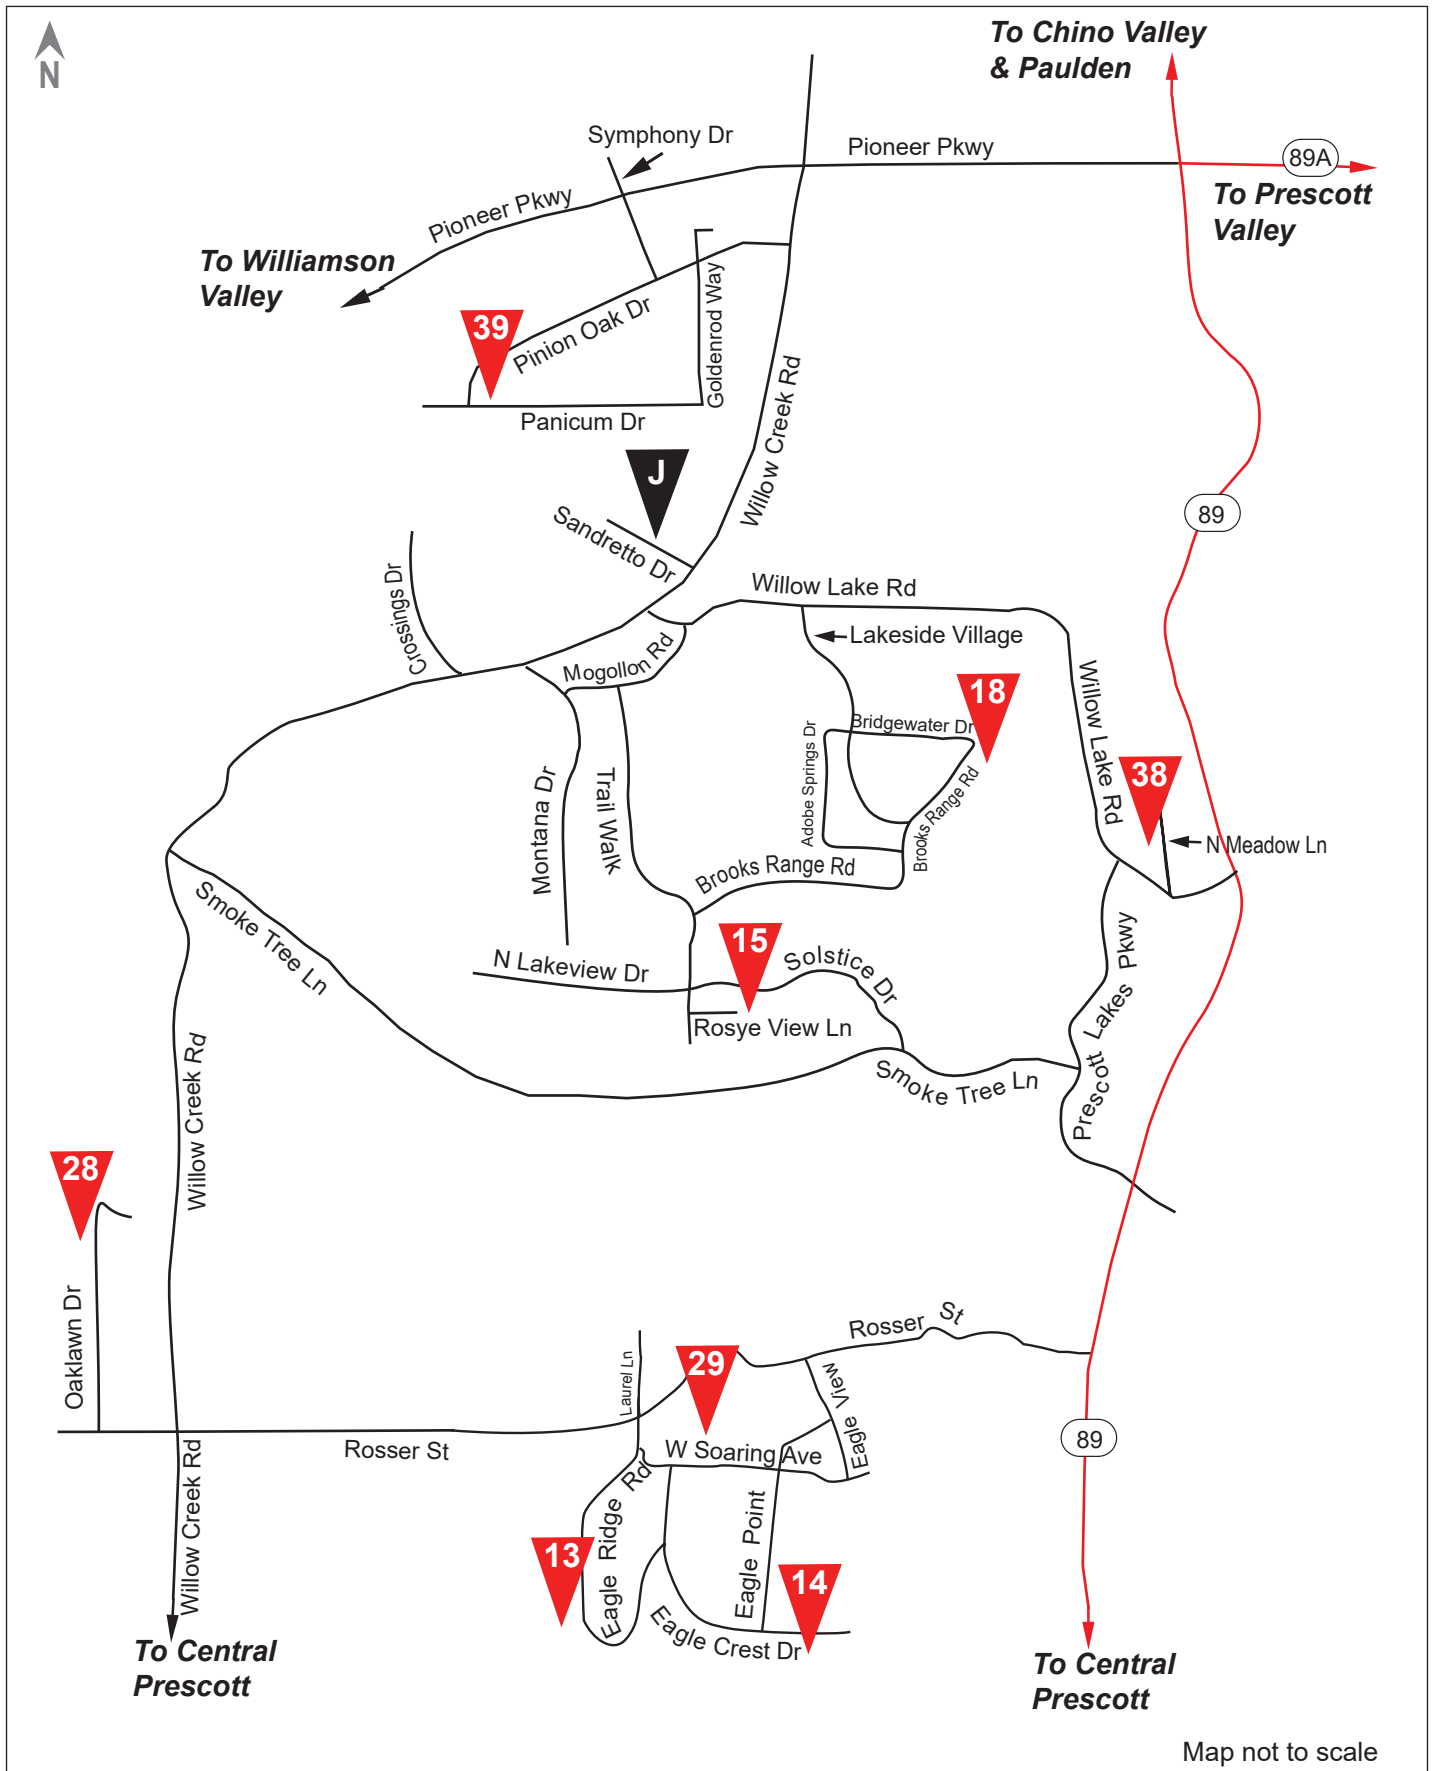 To Chino Valley
& Paulden
N
Symphony Dr
Pioneer Pkwy
89A
To Prescott
Valley
Pioneer Pkwy
To Williamson
Valley
39
Pinion Oak Dr
Goldenrod Way
Panicum Dr
Willow Creek Rd
J
Sandretto Dr
89
Crossings Dr
Willow Lake Rd
Lakeside Village
Mogollon Rd
18
Willow Lake Rd
Bridgewater Dr
Adobe Springs Dr
Brooks Range Rd
38
N Meadow Ln
Montana Dr
Trail Walk
Brooks Range Rd
Smoke Tree Ln
15
N Lakeview Dr
Solstice Dr
Prescott Lakes Pkwy
Rosye View Ln
Smoke Tree Ln
Willow Creek Rd
28
Oaklawn Dr
Rosser St
Laurel Ln
29
Eagle View
89
Rosser St
W Soaring Ave
Willow Creek Rd
Eagle Ridge Rd
Eagle Point
13
14
Eagle Crest Dr
To Central
Prescott
To Central
Prescott
Map not to scale